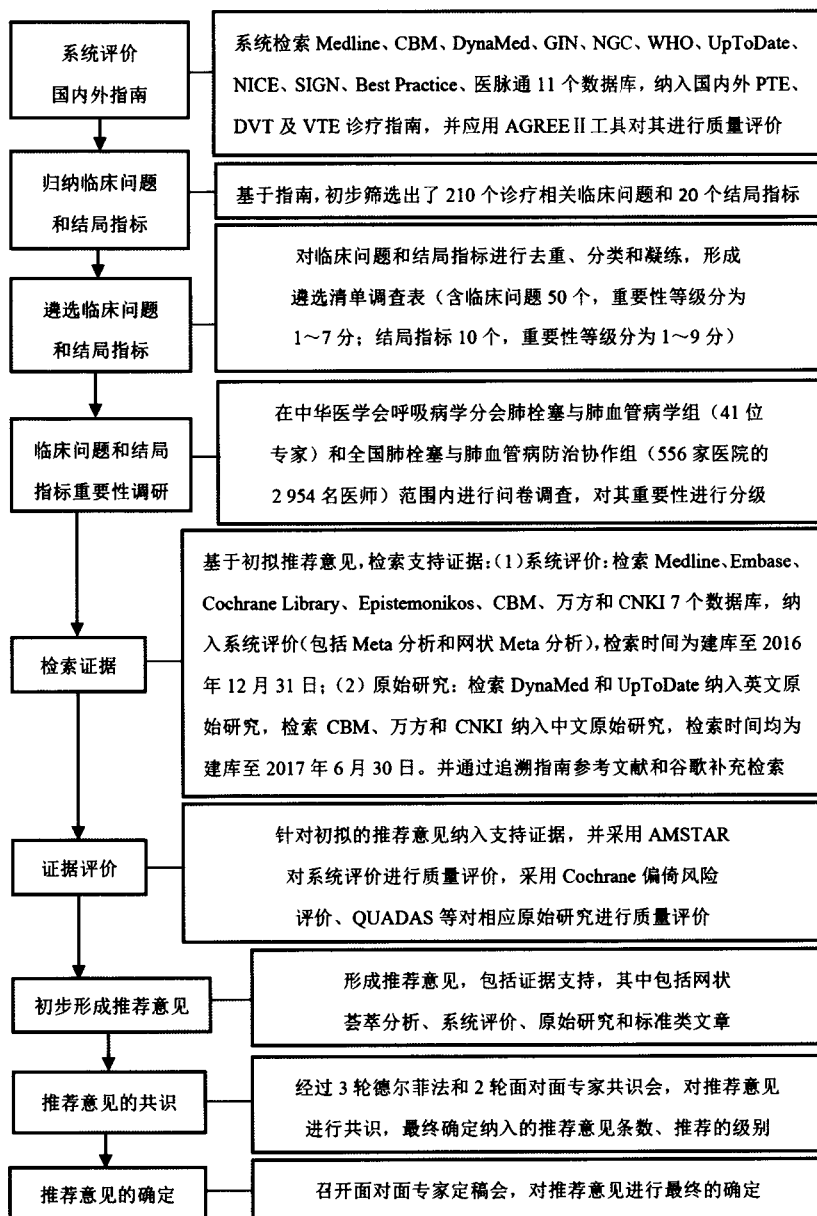 系统评价
国内外指南
系统检索 Medline、CBM、DynaMed、GIN、NGC、WHO、UpToDate、
NICE、SIGN、Best Practice、医脉通 11 个数据库，纳入国内外 PTE、
DVT 及 VTE 诊疗指南，并应用 AGREEⅡ工具对其进行质量评价
归纳临床问题
和结局指标
基于指南,初步筛选出了 210 个诊疗相关临床问题和 20 个结局指标
遴选临床问题
和结局指标
对临床问题和结局指标进行去重、分类和凝练，形成
遴选清单调查表（含临床问题 50 个，重要性等级分为
1～7 分；结局指标 10 个，重要性等级分为 1～9 分）
临床问题和结局
指标重要性调研
在中华医学会呼吸病学分会肺栓塞与肺血管病学组（41 位
专家）和全国肺栓塞与肺血管病防治协作组（556 家医院的
2 954 名医师）范围内进行问卷调查，对其重要性进行分级
检索证据
基于初拟推荐意见,检索支持证据:(1)系统评价:检索 Medline、Embase、
Cochrane Library、Epistemonikos、CBM、万方和 CNKI 7 个数据库，纳
入系统评价(包括 Meta 分析和网状 Meta 分析),检索时间为建库至 2016
年 12 月 31 日；(2) 原始研究：检索 DynaMed 和 UpToDate 纳入英文原
始研究，检索 CBM、万方和 CNKI 纳入中文原始研究，检索时间均为
建库至 2017 年 6 月 30 日。并通过追溯指南参考文献和谷歌补充检索
证据评价
针对初拟的推荐意见纳入支持证据，并采用 AMSTAR
对系统评价进行质量评价，采用 Cochrane 偏倚风险
评价、QUADAS 等对相应原始研究进行质量评价
初步形成推荐意见
形成推荐意见，包括证据支持，其中包括网状
荟萃分析、系统评价、原始研究和标准类文章
推荐意见的共识
经过 3 轮德尔菲法和 2 轮面对面专家共识会，对推荐意见
进行共识，最终确定纳入的推荐意见条数、推荐的级别
推荐意见的确定
召开面对面专家定稿会，对推荐意见进行最终的确定